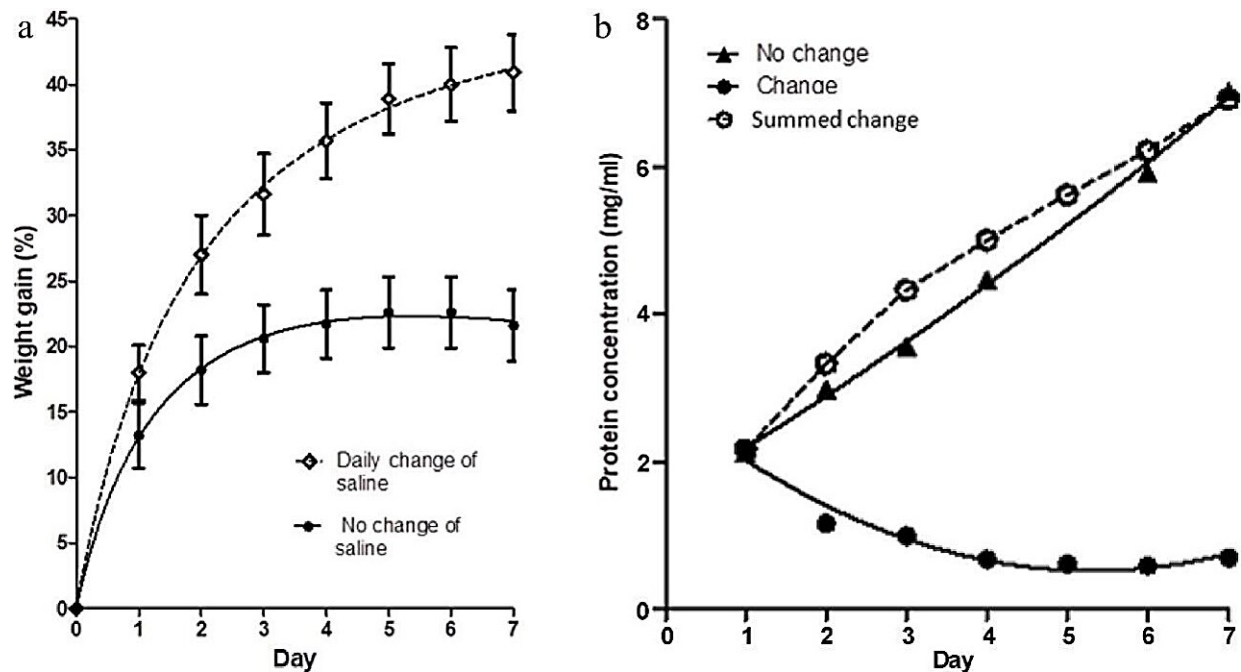 a
45
40
35
30
25
20
15
10
5
0
Weight gain (%)
Daily change of
saline
No change of
saline
0 1 2 3 4 5 6 7
Day
b
8
6
4
2
0
Protein concentration (mg/ml)
No change
Change
Summed change
0 1 2 3 4 5 6 7
Day